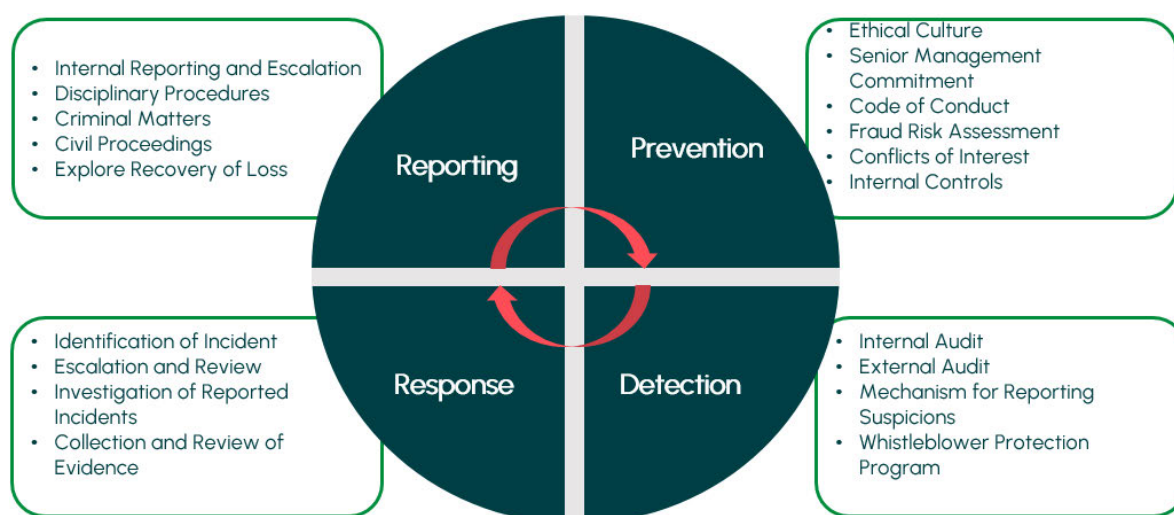 • Internal Reporting and Escalation
• Disciplinary Procedures
• Criminal Matters
• Civil Proceedings
• Explore Recovery of Loss
Reporting
Prevention
• Ethical Culture
• Senior Management
Commitment
• Code of Conduct
• Fraud Risk Assessment
• Conflicts of Interest
• Internal Controls
• Identification of Incident
• Escalation and Review
• Investigation of Reported
Incidents
• Collection and Review of
Evidence
Response
Detection
• Internal Audit
• External Audit
• Mechanism for Reporting
Suspicions
• Whistleblower Protection
Program